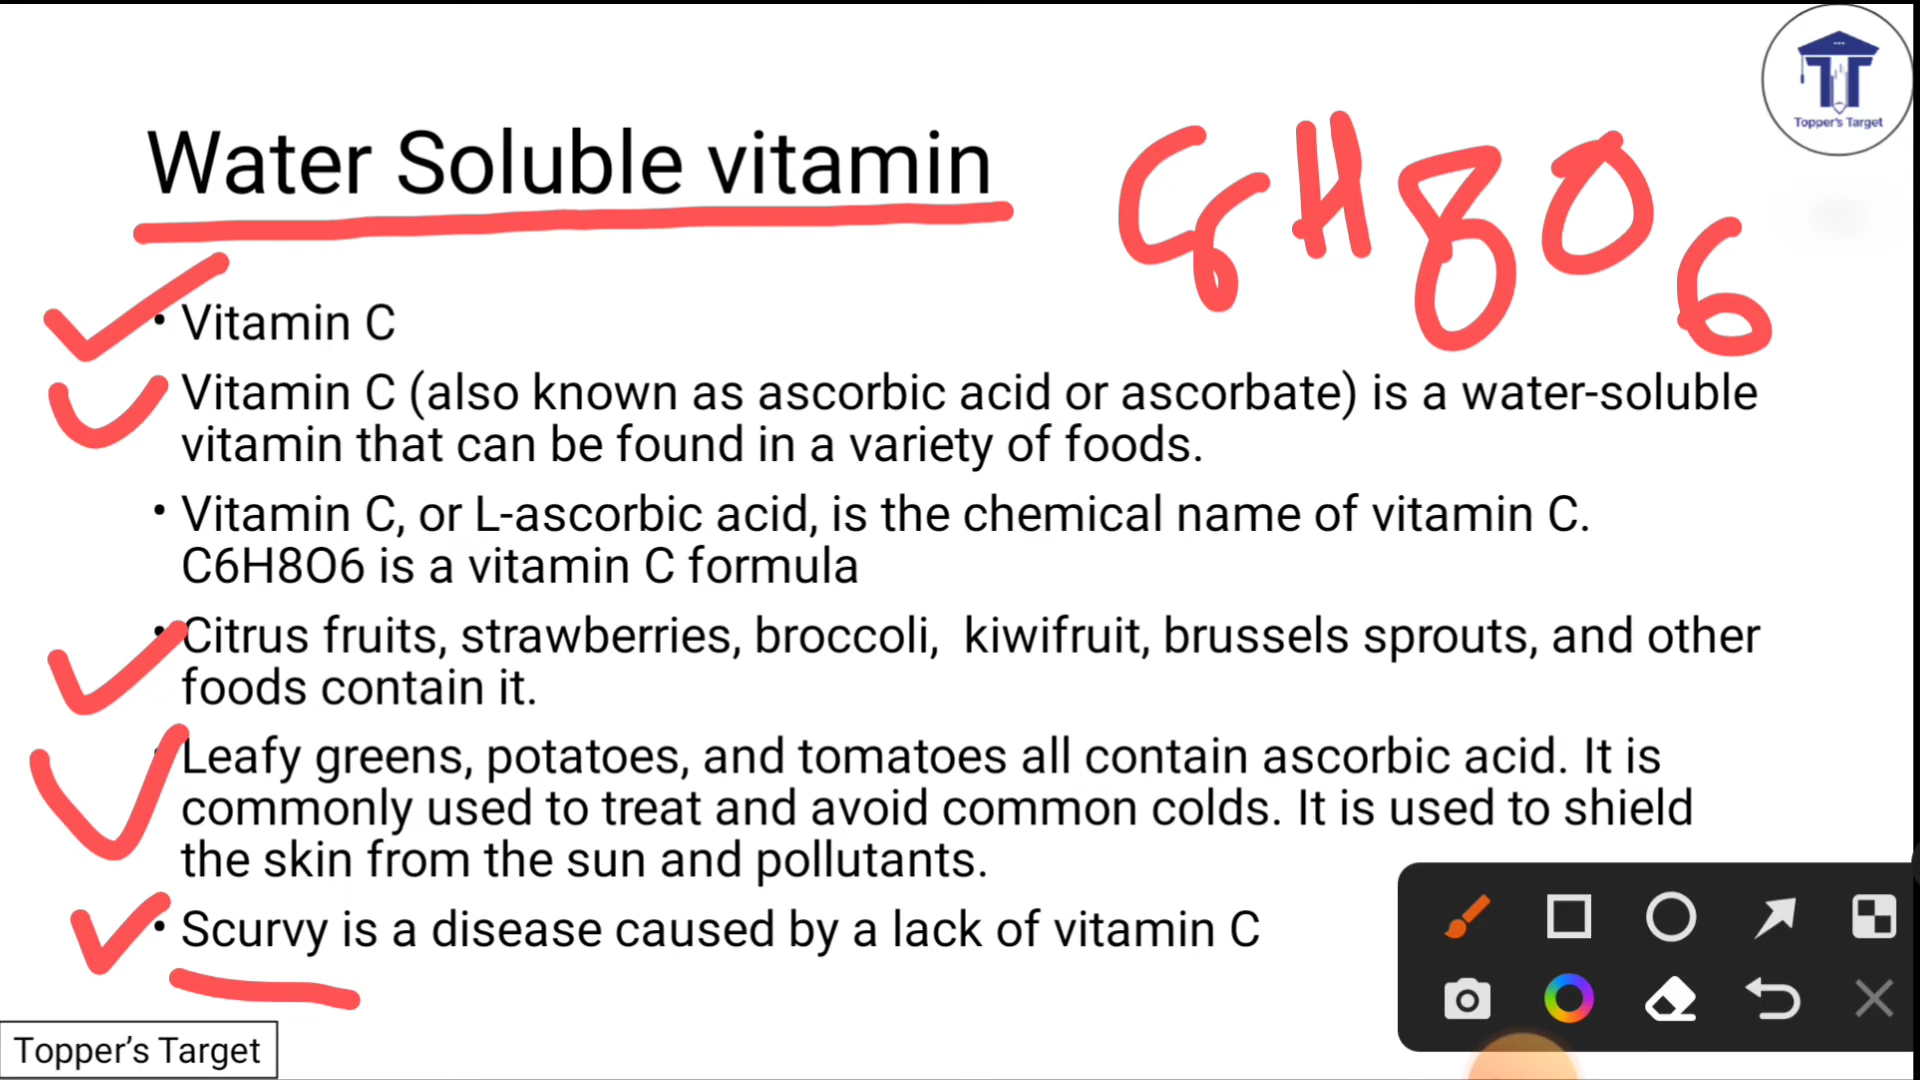 Topper's Target
Water Soluble vitamin
C6H8O6
• Vitamin C
Vitamin C (also known as ascorbic acid or ascorbate) is a water-soluble
vitamin that can be found in a variety of foods.
• Vitamin C, or L-ascorbic acid, is the chemical name of vitamin C.
C6H8O6 is a vitamin C formula
• Citrus fruits, strawberries, broccoli,  kiwifruit, brussels sprouts, and other
foods contain it.
Leafy greens, potatoes, and tomatoes all contain ascorbic acid. It is
commonly used to treat and avoid common colds. It is used to shield
the skin from the sun and pollutants.
• Scurvy is a disease caused by a lack of vitamin C
Topper's Target